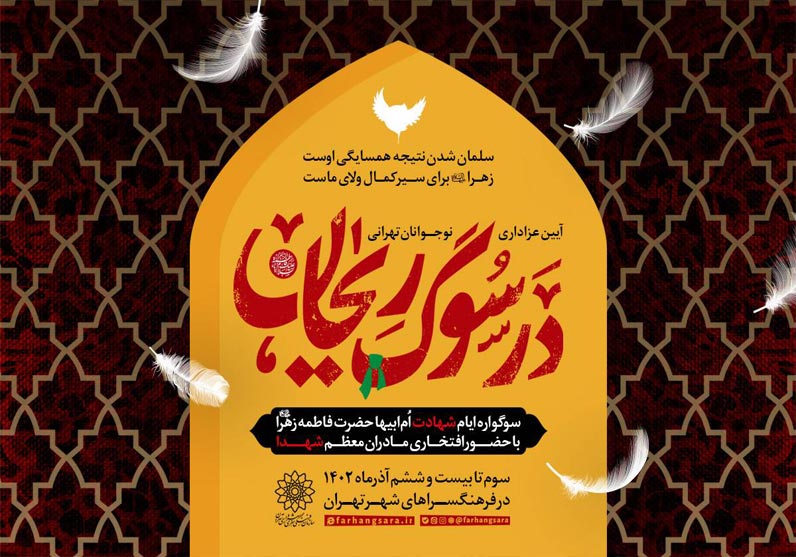 سلمان شدن نتیجه همسایگی اوست
زهرا برای سیر کمال ولای ماست
آیین عزاداری نوجوانان تهرانی
در سوگ ریحان
سوگواره ایام شهادت اُم ابیها حضرت فاطمه زهرا
با حضور افتخاری مادران معظم شهدا
سوم تا بیست و ششم آذرماه ۱۴۰۲
در فرهنگسراهای شهر تهران
farhangsara.ir
@farhangsara